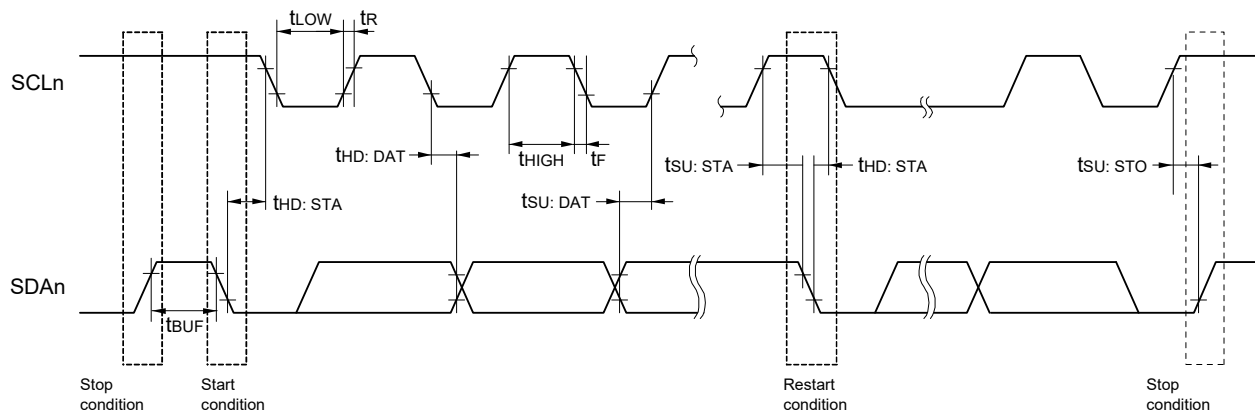 tLOW
tR
SCLn
tHD: DAT
tHIGH
tF
tSU: STA
tHD: STA
tSU: STO
tHD: STA
tSU: DAT
SDAn
tBUF
Stop
condition
Start
condition
Restart
condition
Stop
condition